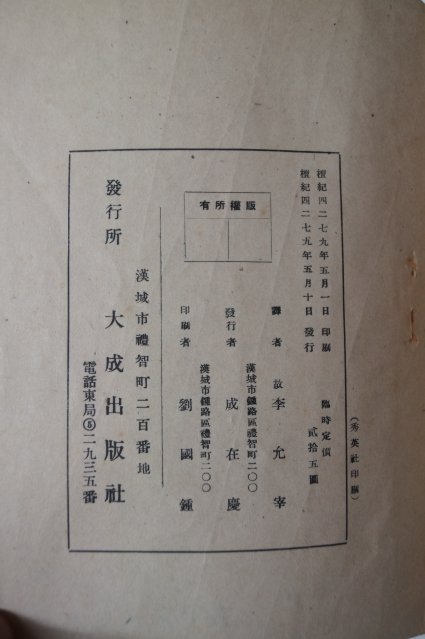 檀紀四二七九年五月一日 印刷
檀紀四二七九年五月十日 發行
臨時定價
貳拾五圓
版權所有
譯者 故 李允宰
漢城市鍾路區禮智町二〇〇
發行者 成在慶
漢城市鍾路區禮智町二〇〇
印刷者 劉國鍾
漢城市禮智町二百番地
發行所 大成出版社
電話東局⑤二九三五番
(秀英社印刷)